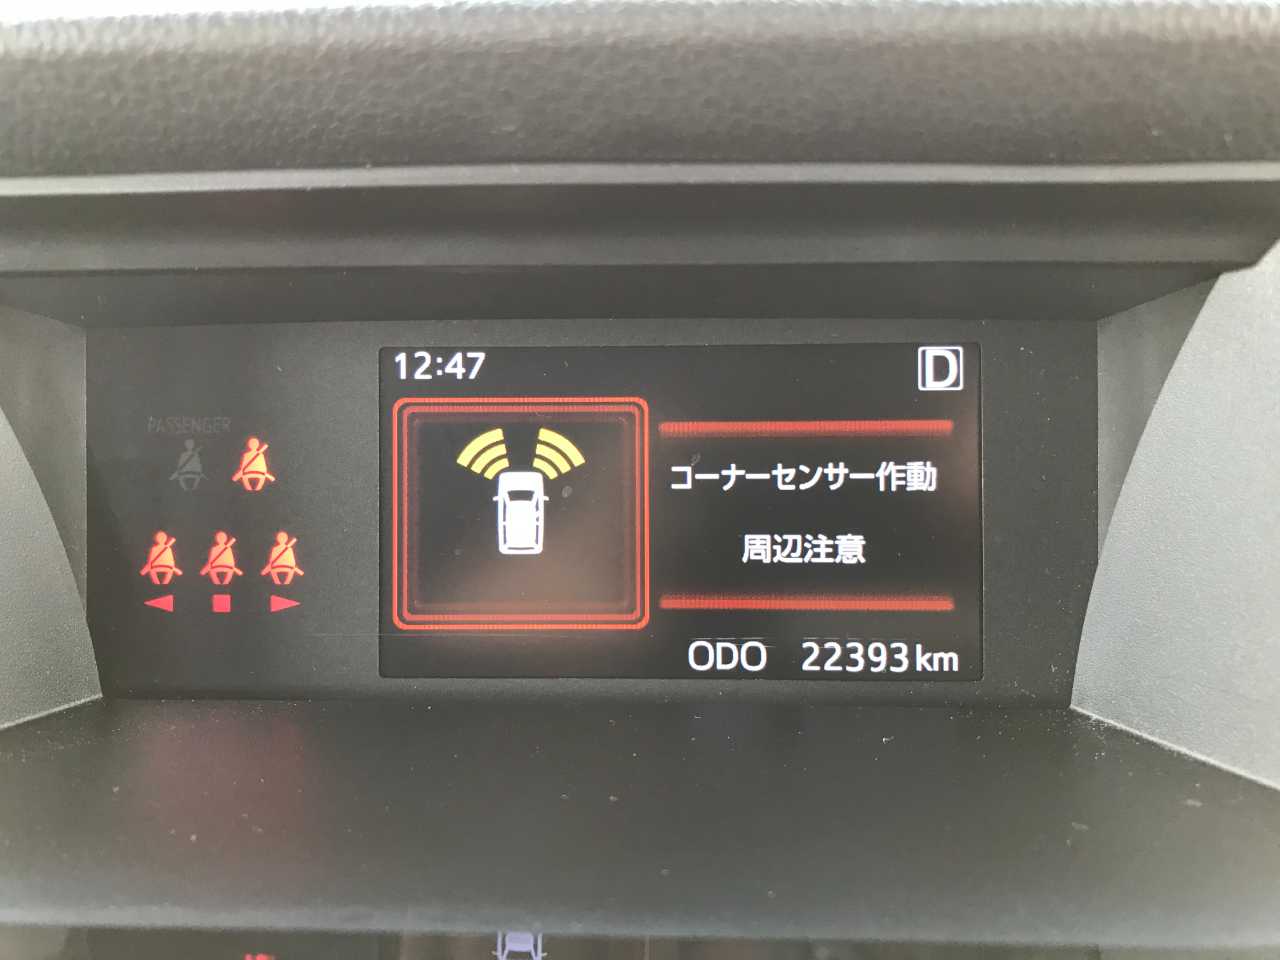 12:47
D
PASSENGER
コーナーセンサー作動
周辺注意
ODO 22393km